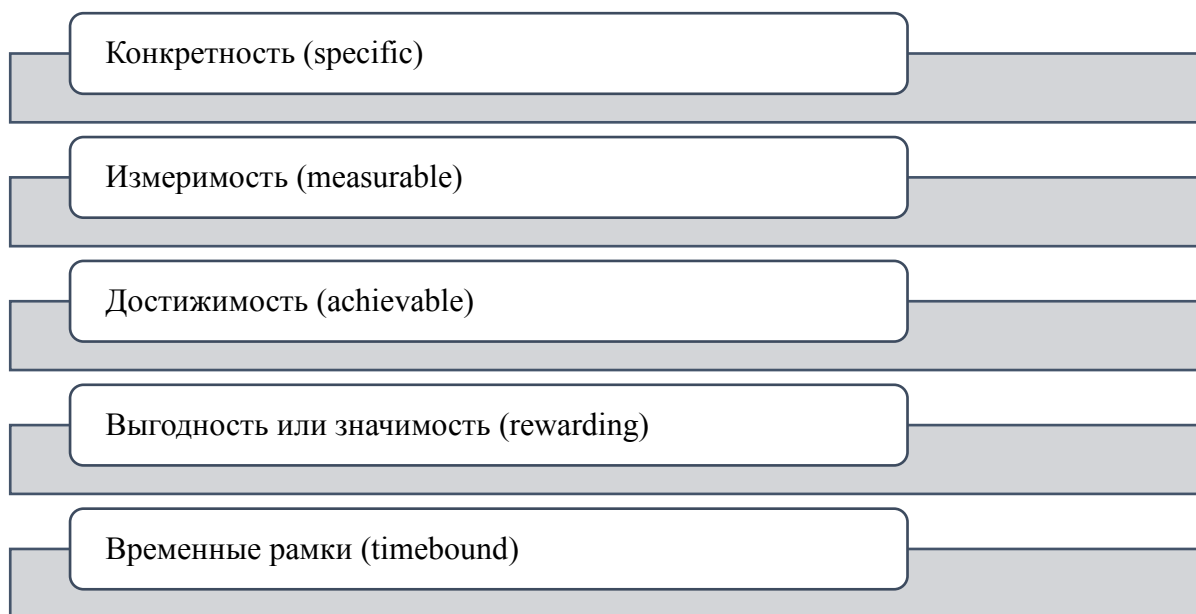 Конкретность (specific)
Измеримость (measurable)
Достижимость (achievable)
Выгодность или значимость (rewarding)
Временные рамки (timebound)